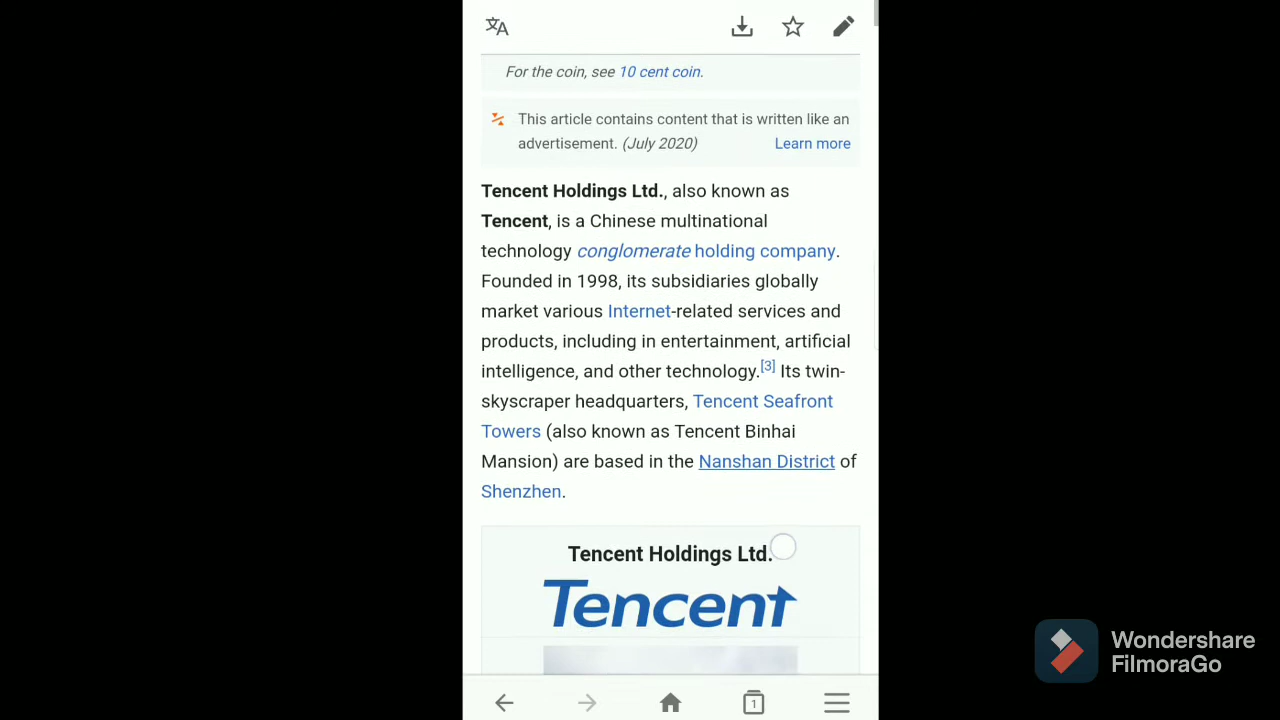 For the coin, see 10 cent coin.
This article contains content that is written like an
advertisement. (July 2020) Learn more
Tencent Holdings Ltd., also known as
Tencent, is a Chinese multinational
technology conglomerate holding company.
Founded in 1998, its subsidiaries globally
market various Internet-related services and
products, including in entertainment, artificial
intelligence, and other technology.[3] Its twin-
skyscraper headquarters, Tencent Seafront
Towers (also known as Tencent Binhai
Mansion) are based in the Nanshan District of
Shenzhen.
Tencent Holdings Ltd.
Tencent
1
Wondershare
FilmoraGo